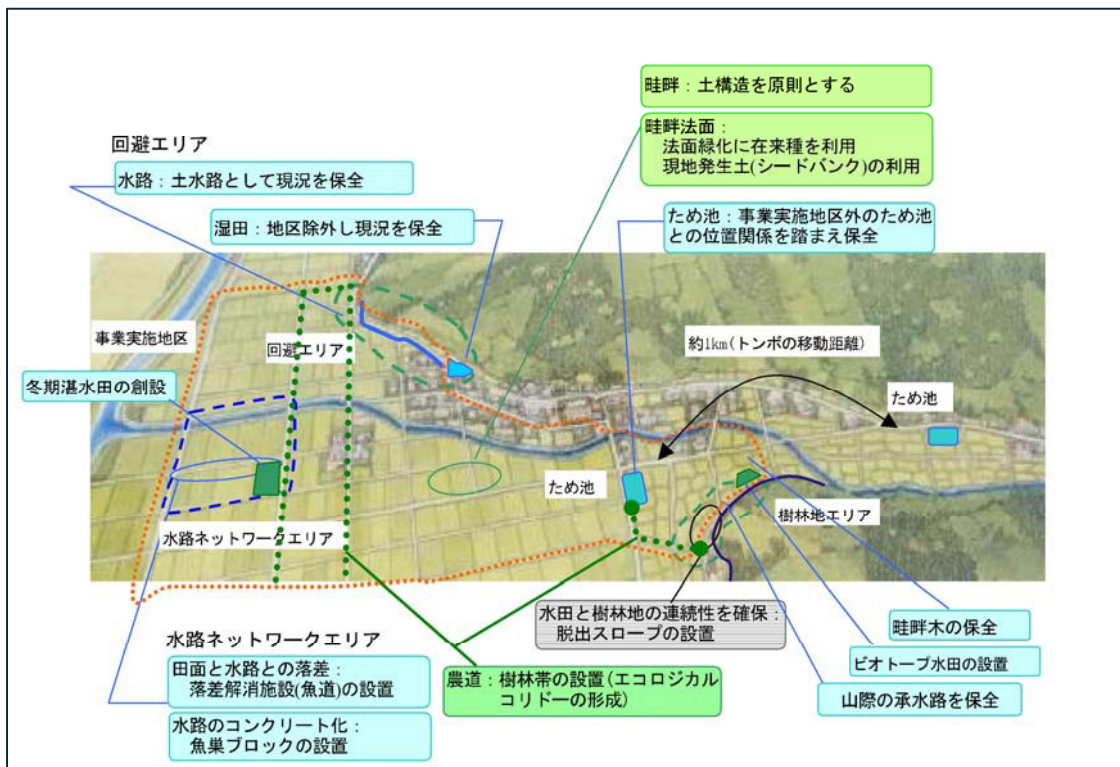 畦畔：土構造を原則とする
畦畔法面：
法面緑化に在来種を利用
現地発生土(シードバンク)の利用
回避エリア
水路：土水路として現況を保全
湿田：地区除外し現況を保全
ため池：事業実施地区外のため池
との位置関係を踏まえ保全
事業実施地区
回避エリア
約1km(トンボの移動距離)
冬期湛水田の創設
ため池
ため池
樹林地エリア
水路ネットワークエリア
水田と樹林地の連続性を確保：
脱出スロープの設置
畦畔木の保全
水路ネットワークエリア
田面と水路との落差：
落差解消施設(魚道)の設置
農道：樹林帯の設置(エコロジカル
コリドーの形成)
ビオトープ水田の設置
山際の承水路を保全
水路のコンクリート化：
魚巣ブロックの設置